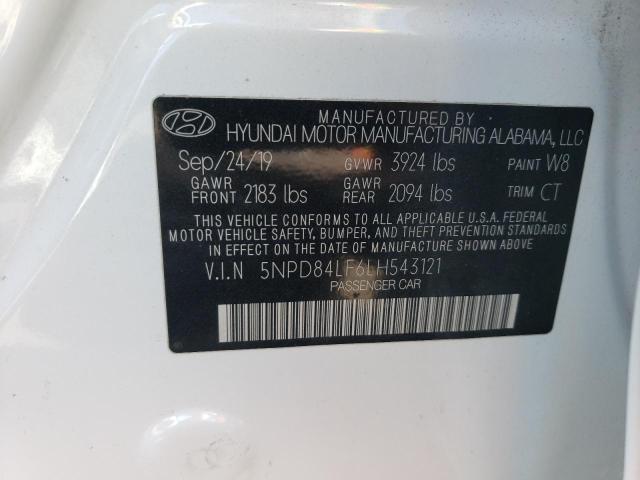 MANUFACTURED BY
HYUNDAI MOTOR MANUFACTURING ALABAMA, LLC
Sep/24/19 GVWR 3924 lbs PAINT W8
GAWR FRONT 2183 lbs GAWR REAR 2094 lbs TRIM CT
THIS VEHICLE CONFORMS TO ALL APPLICABLE U.S.A. FEDERAL
MOTOR VEHICLE SAFETY, BUMPER, AND THEFT PREVENTION STANDARDS
IN EFFECT ON THE DATE OF MANUFACTURE SHOWN ABOVE.
V.I.N 5NPD84LF6LH543121
PASSENGER CAR